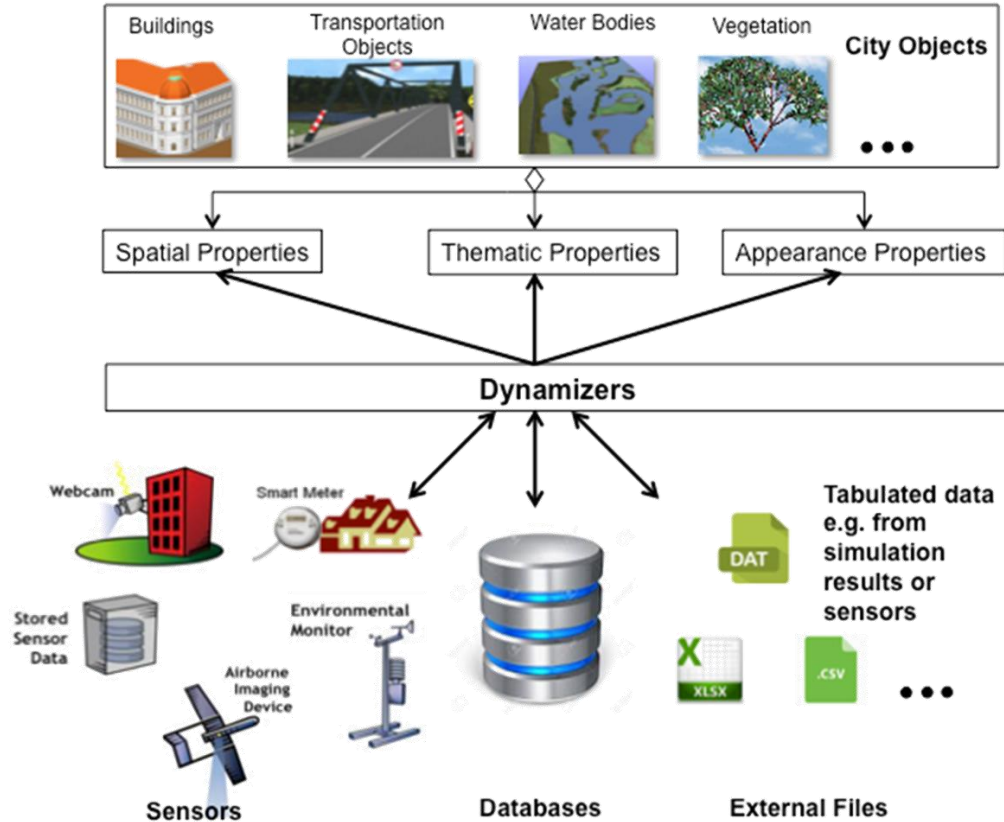 Buildings
Transportation
Objects
Water Bodies
Vegetation
City Objects
Spatial Properties
Thematic Properties
Appearance Properties
Dynamizers
Webcam
Smart Meter
Stored
Sensor
Data
Environmental
Monitor
Airborne
Imaging
Device
Sensors
Databases
DAT
Tabulated data
e.g. from
simulation
results or
sensors
X
XLSX
.CSV
External Files